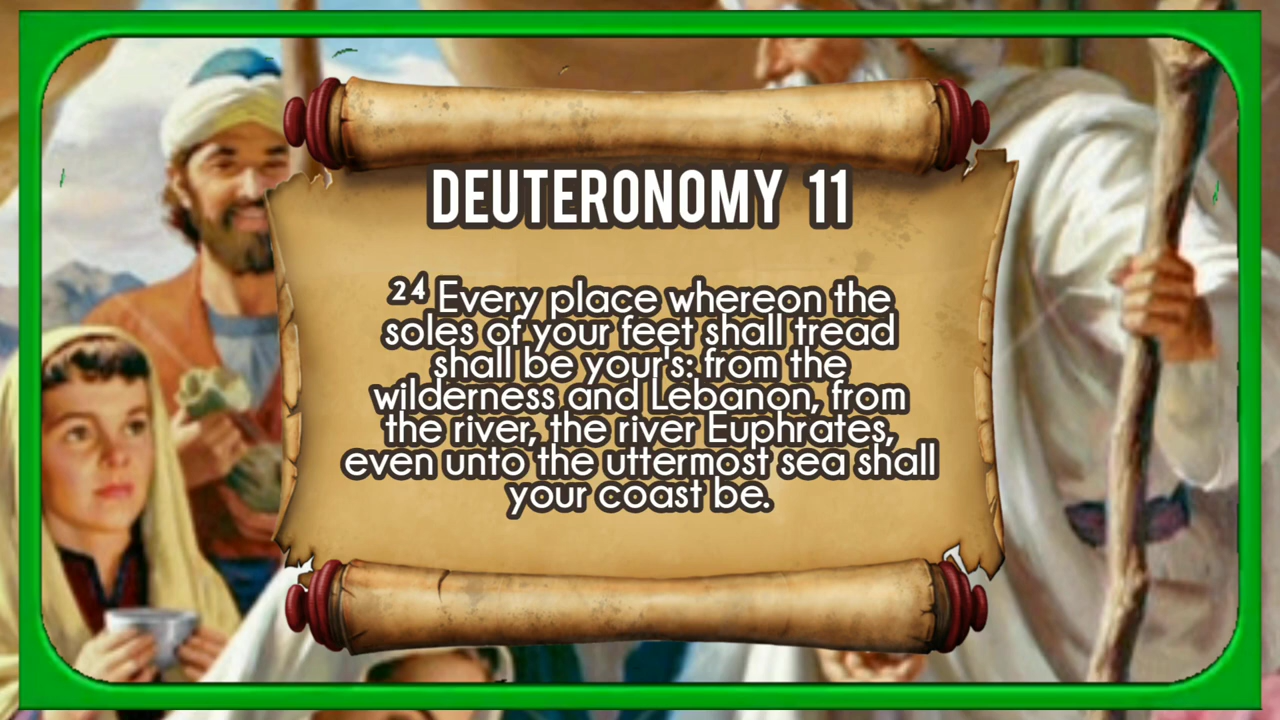 DEUTERONOMY 11
²⁴ Every place whereon the
soles of your feet shall tread
shall be your's: from the
wilderness and Lebanon, from
the river, the river Euphrates,
even unto the uttermost sea shall
your coast be.